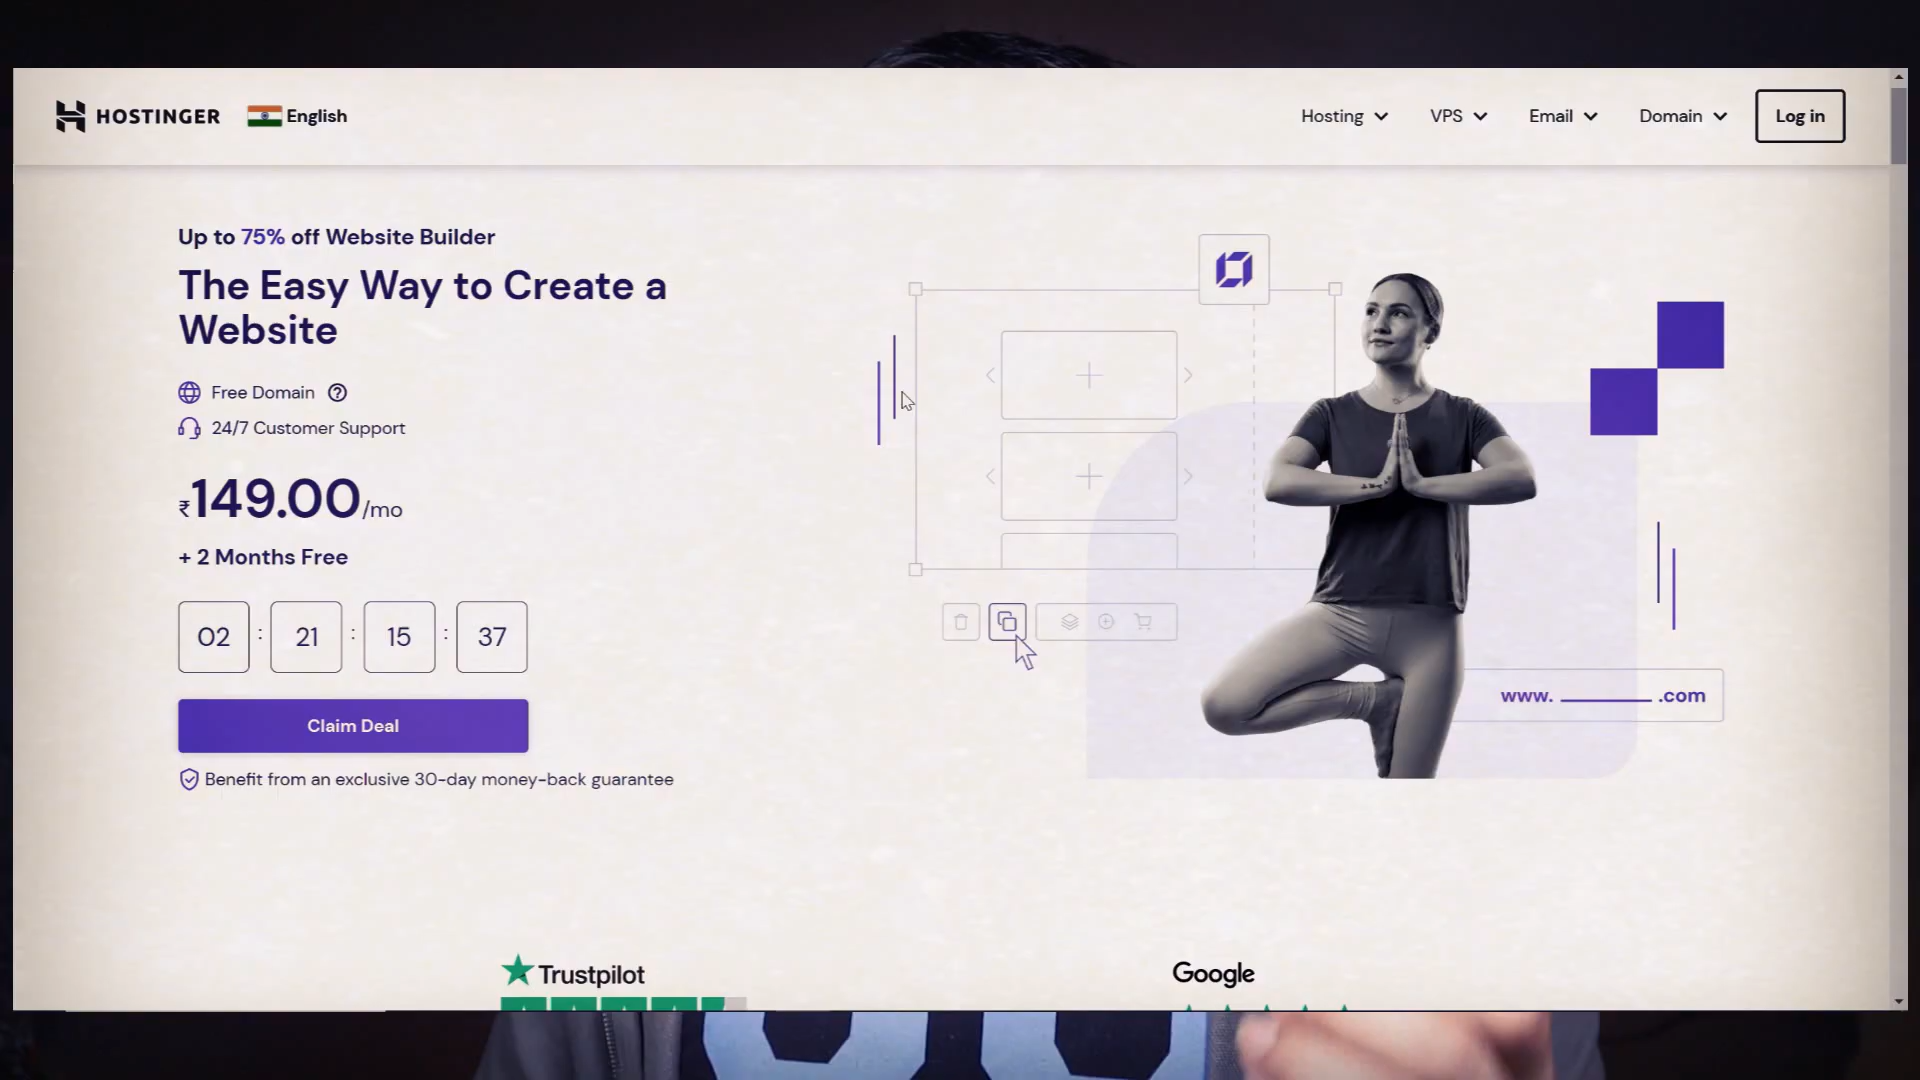 HOSTINGER English
Hosting VPS Email Domain Log in
Up to 75% off Website Builder
The Easy Way to Create a
Website
Free Domain ?
24/7 Customer Support
₹149.00/mo
+ 2 Months Free
02 : 21 : 15 : 37
Claim Deal
Benefit from an exclusive 30-day money-back guarantee
www. ________ .com
Trustpilot
Google